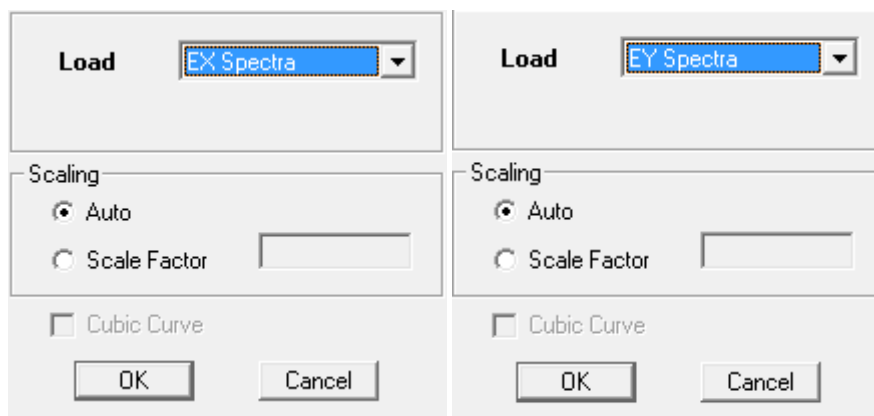 Load EX Spectra
Scaling
Auto
Scale Factor
Cubic Curve
OK Cancel
Load EY Spectra
Scaling
Auto
Scale Factor
Cubic Curve
OK Cancel